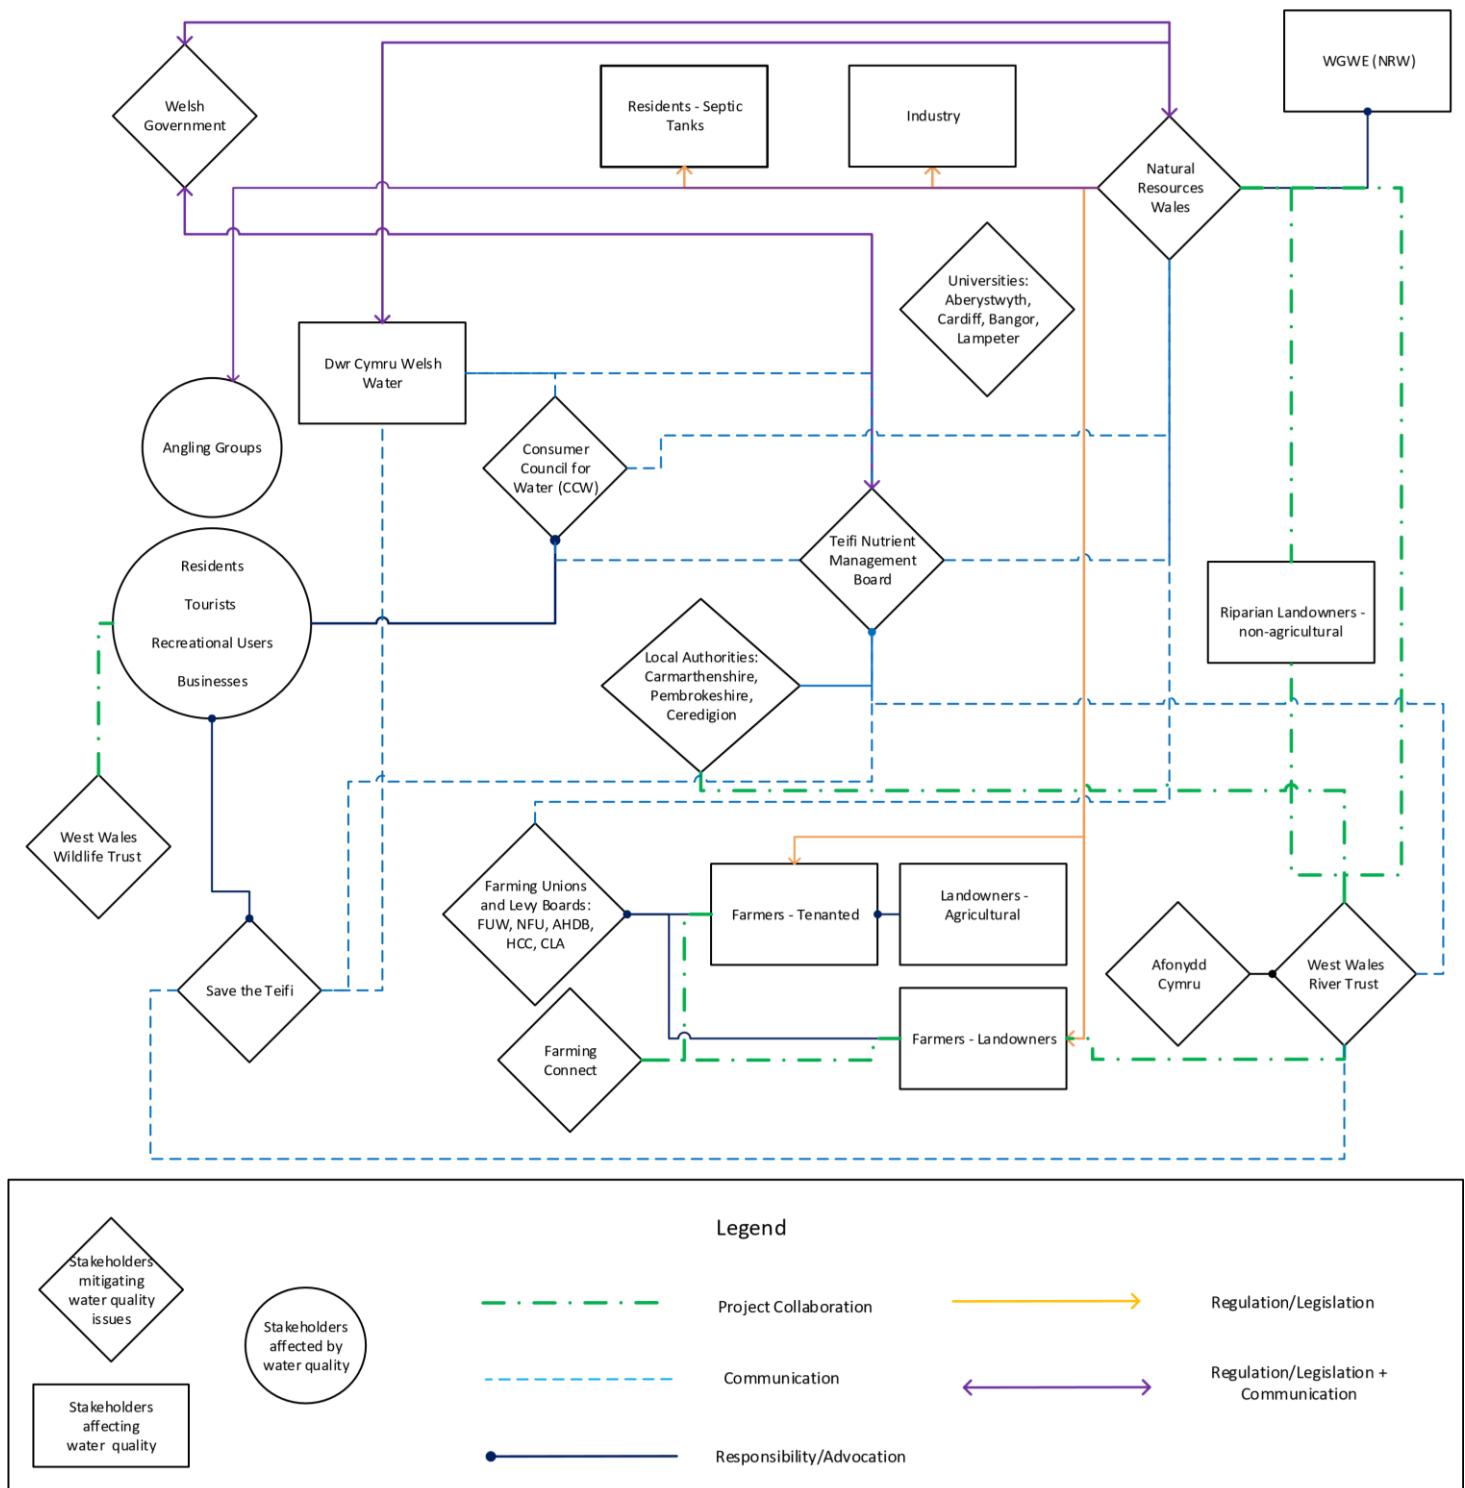 WGWE (NRW)
Welsh
Government
Residents - Septic
Tanks
Industry
Natural
Resources
Wales
Universities:
Aberystwyth,
Cardiff, Bangor,
Lampeter
Dwr Cymru Welsh
Water
Angling Groups
Consumer
Council for
Water (CCW)
Teifi Nutrient
Management
Board
Residents
Tourists
Recreational Users
Businesses
Riparian Landowners -
non-agricultural
Local Authorities:
Carmarthenshire,
Pembrokeshire,
Ceredigion
West Wales
Wildlife Trust
Farming Unions
and Levy Boards:
FUW, NFU, AHDB,
HCC, CLA
Farmers - Tenanted
Landowners -
Agricultural
Save the Teifi
Afonydd
Cymru
West Wales
River Trust
Farming
Connect
Farmers - Landowners
Legend
Stakeholders
mitigating
water quality
issues
Stakeholders
affected by
water quality
Stakeholders
affecting
water quality
Project Collaboration
Regulation/Legislation
Communication
Regulation/Legislation +
Communication
Responsibility/Advocation